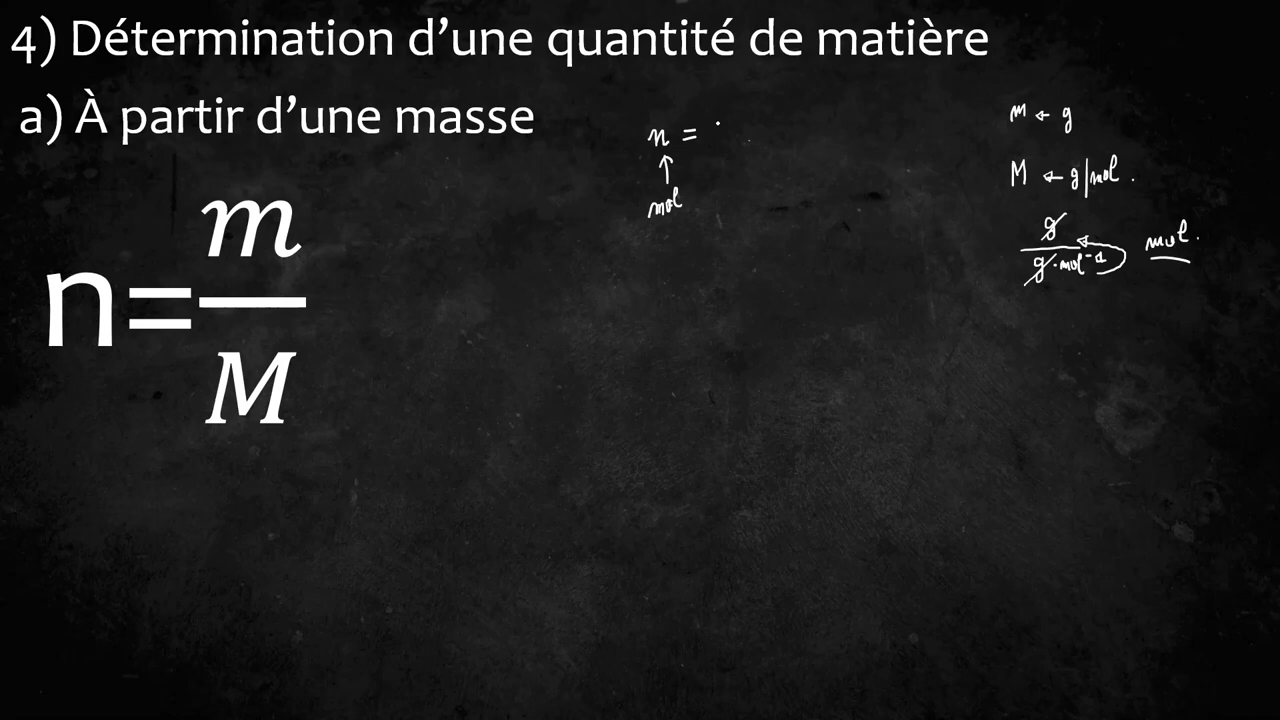 4) Détermination d’une quantité de matière
a) À partir d’une masse
n=m/M
n =
↑
mol
m ← g
M ← g/mol.
g/g·mol⁻¹ mol.